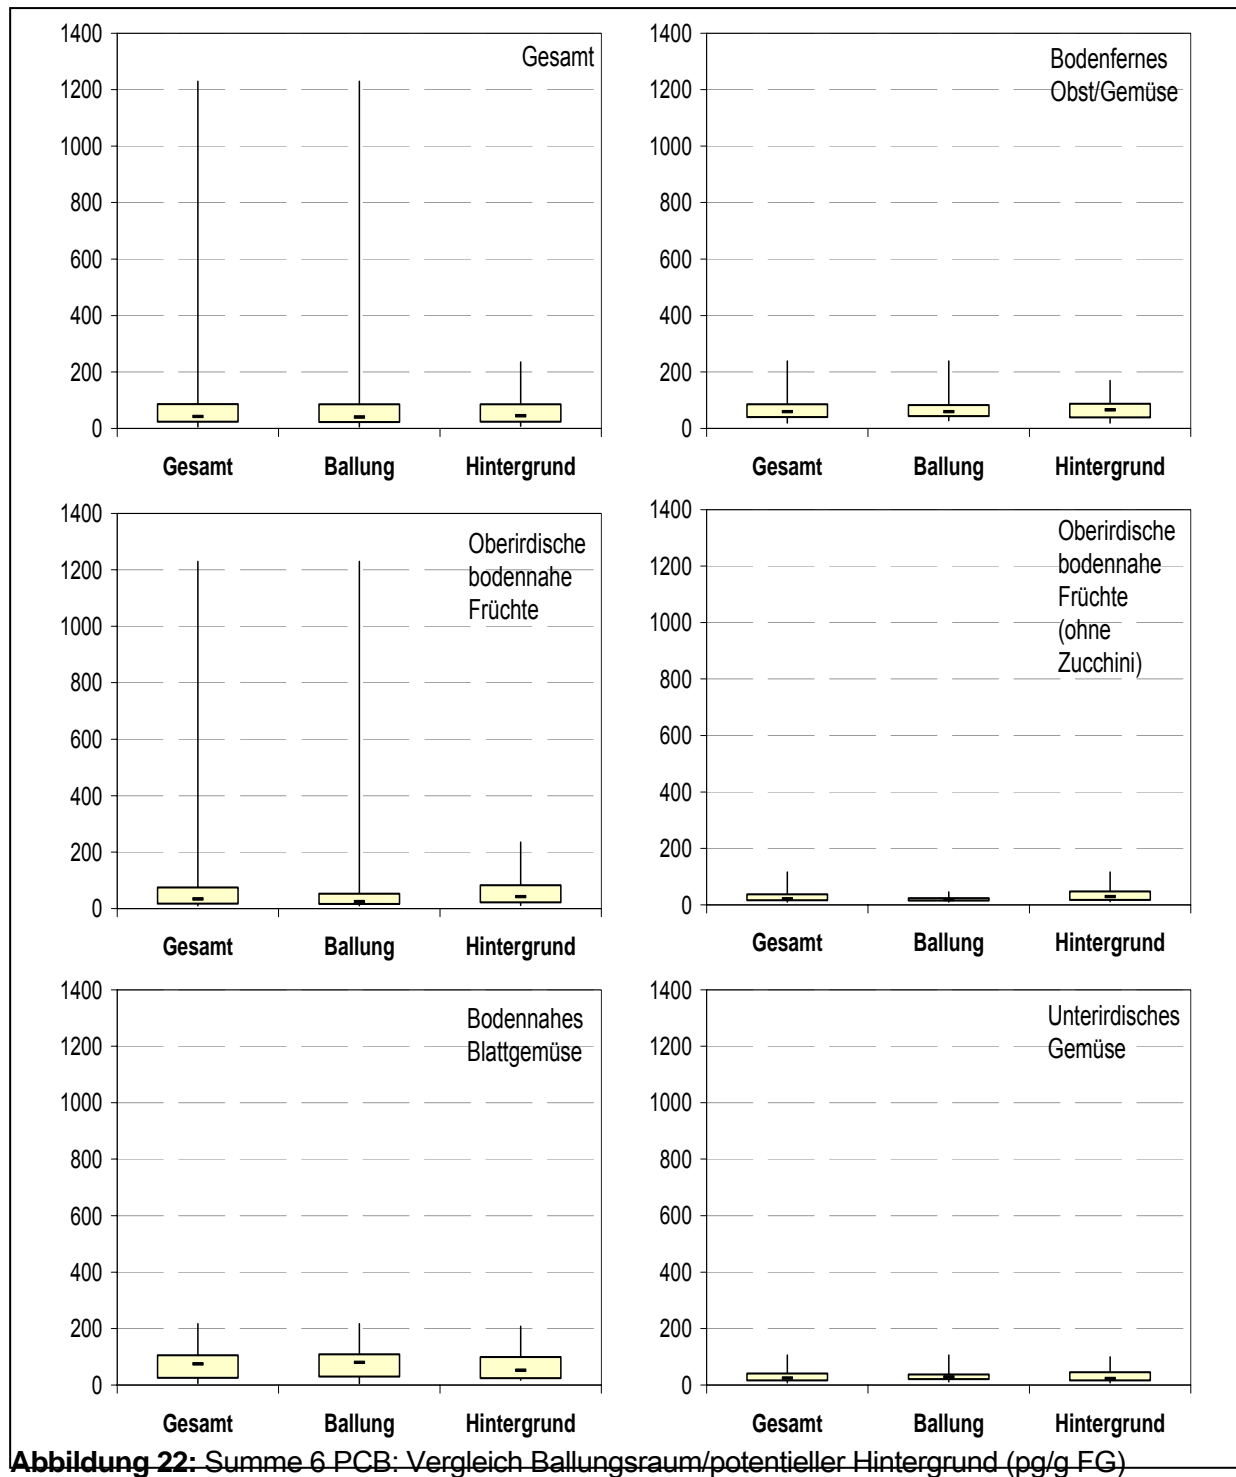 1400
1200
1000
800
600
400
200
0
Gesamt
Gesamt
Ballung
Hintergrund
1400
1200
1000
800
600
400
200
0
Bodenfernes
Obst/Gemüse
Gesamt
Ballung
Hintergrund
1400
1200
1000
800
600
400
200
0
Oberirdische
bodennahe
Früchte
Gesamt
Ballung
Hintergrund
1400
1200
1000
800
600
400
200
0
Oberirdische
bodennahe
Früchte
(ohne
Zucchini)
Gesamt
Ballung
Hintergrund
1400
1200
1000
800
600
400
200
0
Bodennahes
Blattgemüse
Gesamt
Ballung
Hintergrund
1400
1200
1000
800
600
400
200
0
Unterirdisches
Gemüse
Gesamt
Ballung
Hintergrund
Abbildung 22: Summe 6 PCB: Vergleich Ballungsraum/potentieller Hintergrund (pg/g FG)